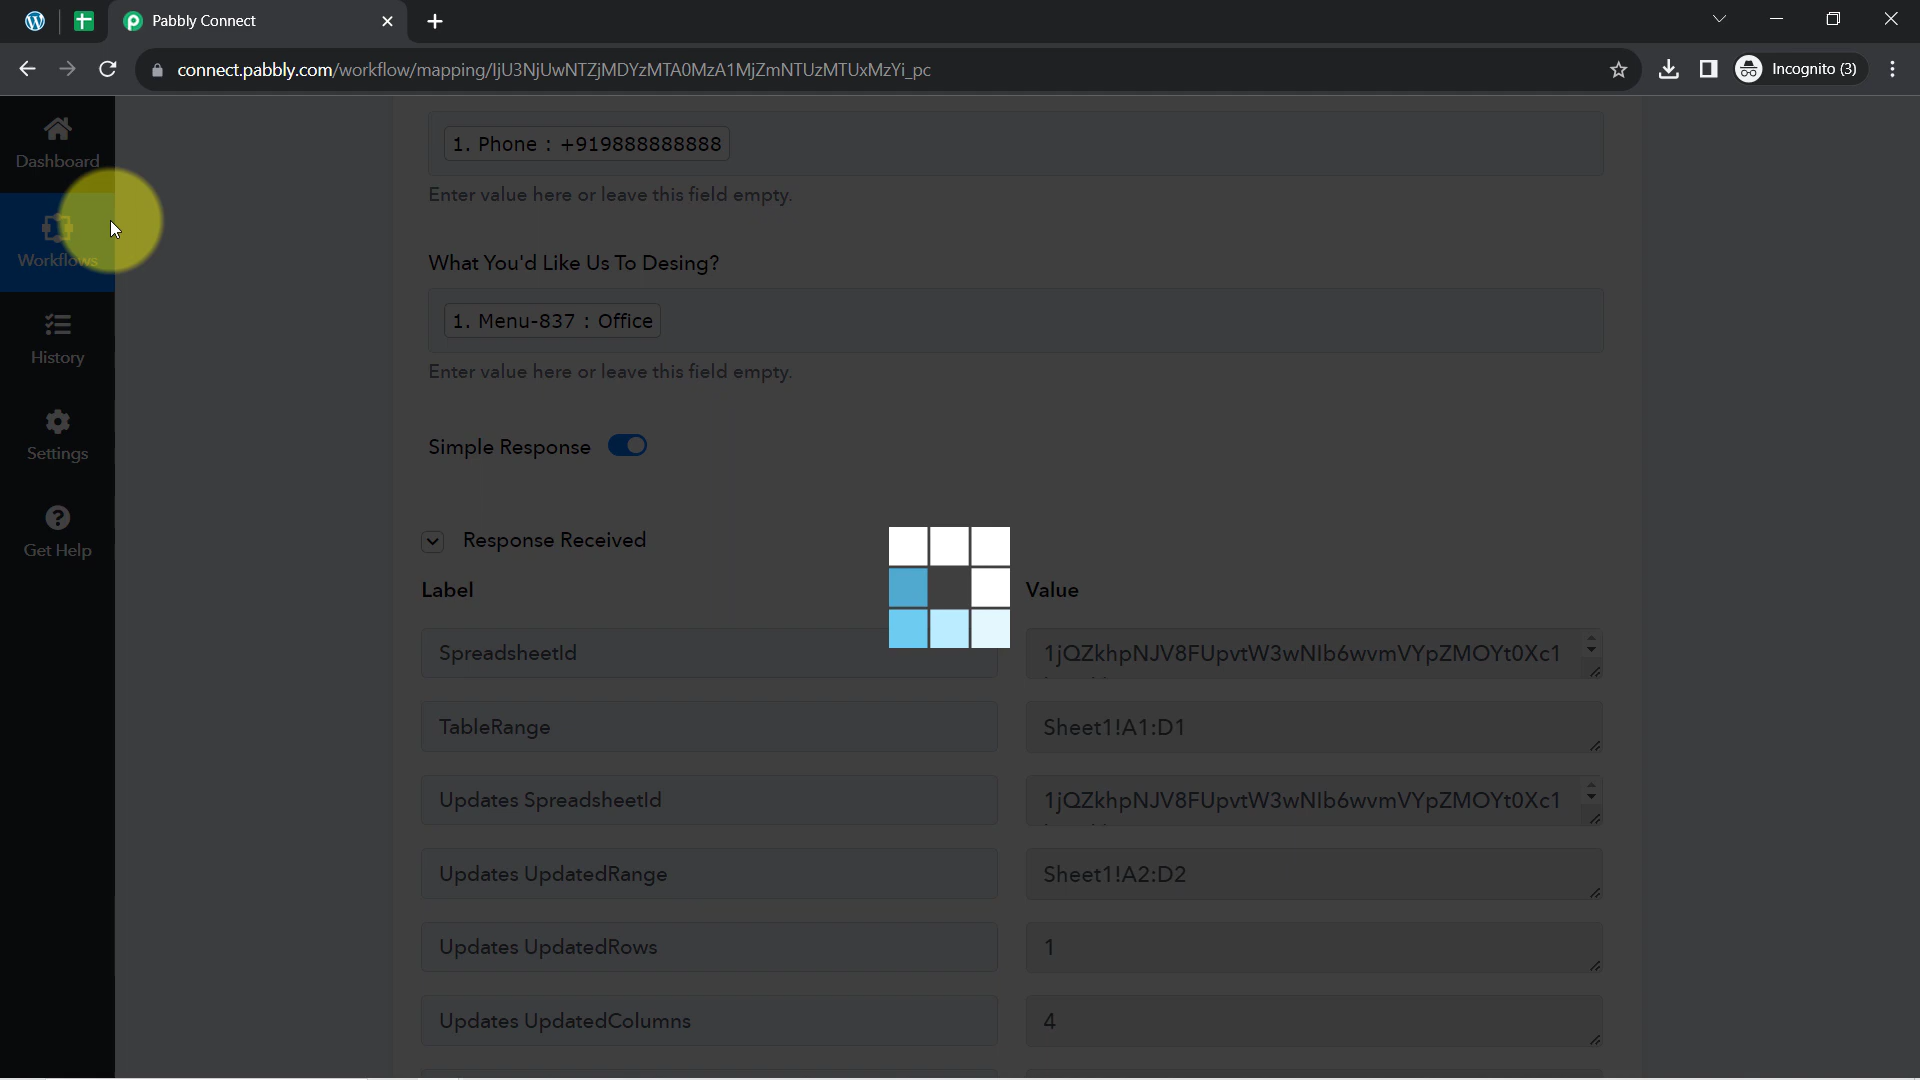 Pabbly Connect
connect.pabbly.com/workflow/mapping/IjU3NjUwNTZjMDYzMTA0MzA1MjZmNTUzMTUxMzYi_pc
Incognito (3)
Dashboard
Workflows
History
Settings
Get Help
1. Phone : +919888888888
Enter value here or leave this field empty.
What You'd Like Us To Desing?
1. Menu-837 : Office
Enter value here or leave this field empty.
Simple Response
Response Received
Label
Value
SpreadsheetId
1jQZkhpNJV8FUpvtW3wNIb6wvmVYpZMOYt0Xc1
TableRange
Sheet1!A1:D1
Updates SpreadsheetId
1jQZkhpNJV8FUpvtW3wNIb6wvmVYpZMOYt0Xc1
Updates UpdatedRange
Sheet1!A2:D2
Updates UpdatedRows
1
Updates UpdatedColumns
4